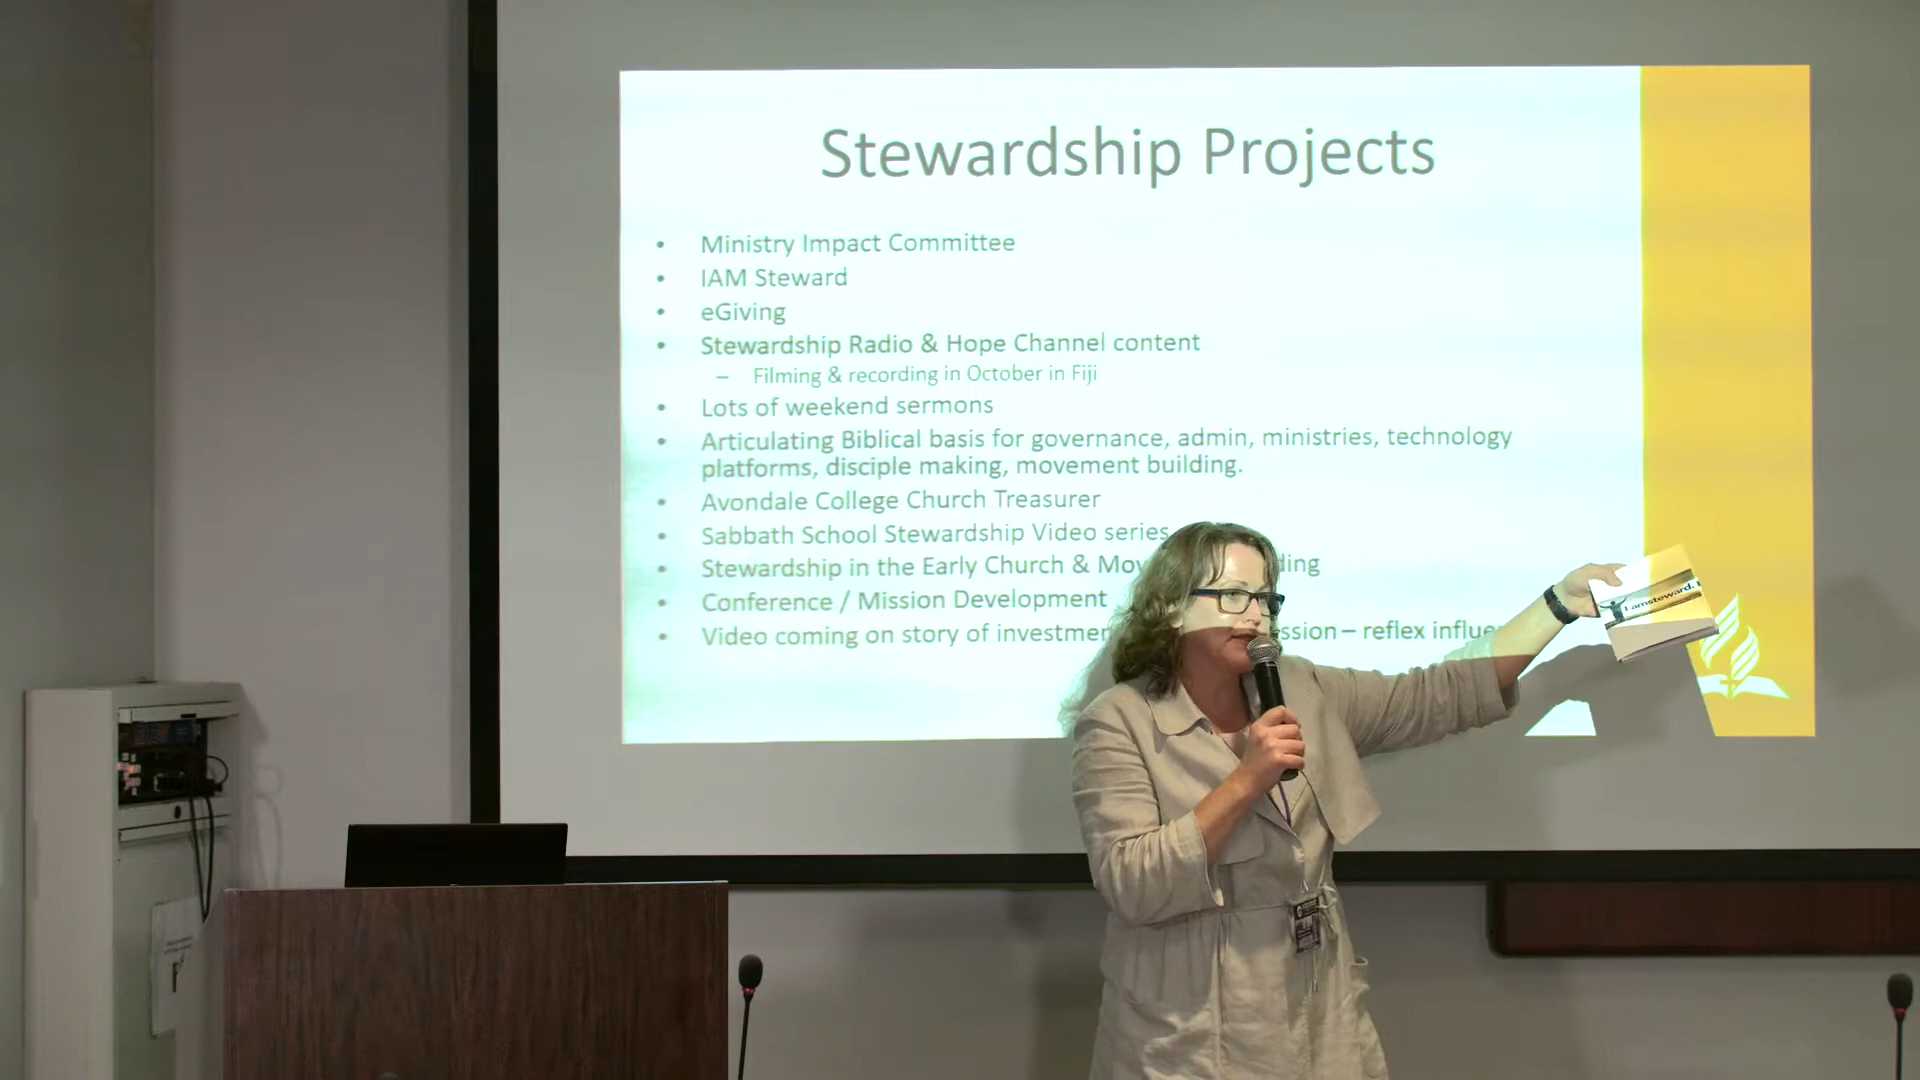 Stewardship Projects
• Ministry Impact Committee
• IAM Steward
• eGiving
• Stewardship Radio & Hope Channel content
– Filming & recording in October in Fiji
• Lots of weekend sermons
• Articulating Biblical basis for governance, admin, ministries, technology
platforms, disciple making, movement building.
• Avondale College Church Treasurer
• Sabbath School Stewardship Video series
• Stewardship in the Early Church & Mov ding
• Conference / Mission Development
• Video coming on story of investmen ssion – reflex influe
I amsteward.